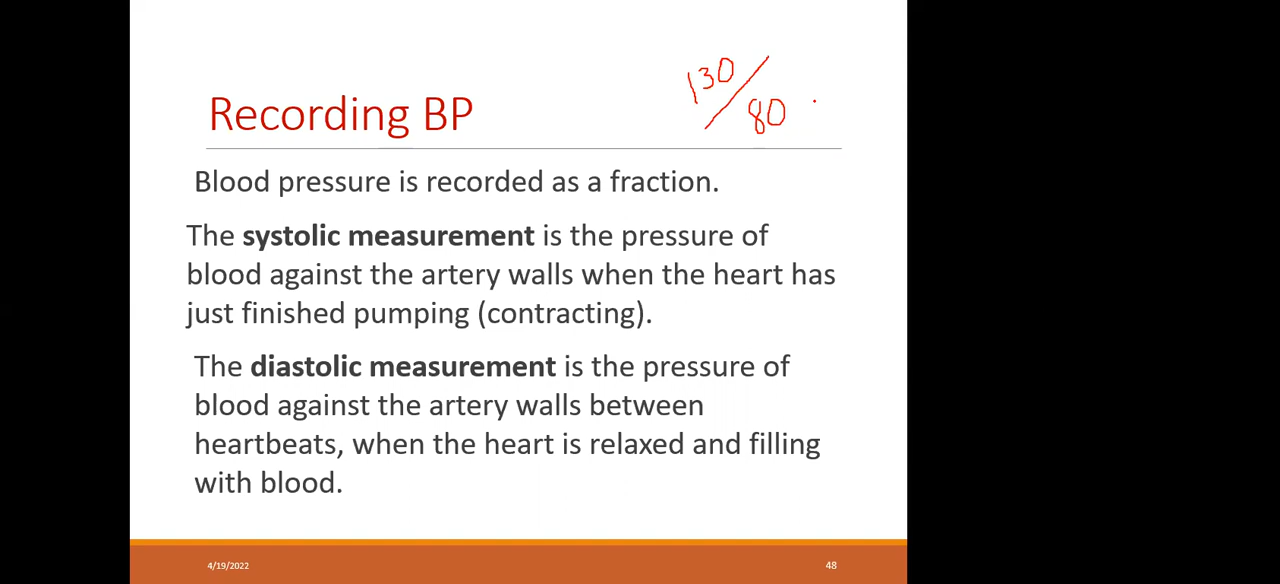 130/80
Recording BP
Blood pressure is recorded as a fraction.
The systolic measurement is the pressure of
blood against the artery walls when the heart has
just finished pumping (contracting).
The diastolic measurement is the pressure of
blood against the artery walls between
heartbeats, when the heart is relaxed and filling
with blood.
4/19/2022
48